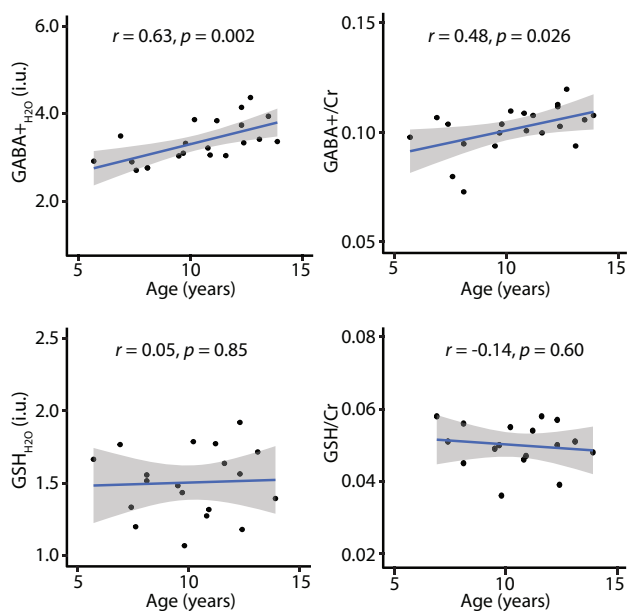 r = 0.63, p = 0.002
GABA+H2O (i.u.)
6.0
4.0
2.0
5 10 15
Age (years)
r = 0.48, p = 0.026
GABA+/Cr
0.15
0.10
0.05
5 10 15
Age (years)
r = 0.05, p = 0.85
GSHH2O (i.u.)
2.5
2.0
1.5
1.0
5 10 15
Age (years)
r = -0.14, p = 0.60
GSH/Cr
0.08
0.06
0.04
0.02
5 10 15
Age (years)